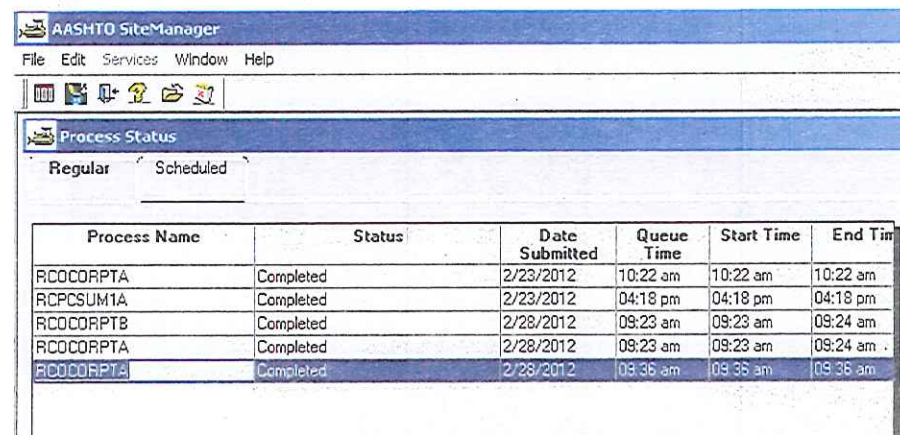 AASHTO SiteManager
File Edit Services Window Help
Process Status
Regular Scheduled
Process Name Status Date Submitted Queue Time Start Time End Tim
RCOCORPTA Completed 2/23/2012 10:22 am 10:22 am 10:22 am
RCPCSUM1A Completed 2/23/2012 04:18 pm 04:18 pm 04:18 pm
RCOCORPTB Completed 2/28/2012 09:23 am 09:23 am 09:24 am
RCOCORPTA Completed 2/28/2012 09:23 am 09:23 am 09:24 am
RCOCORPTA Completed 2/28/2012 09:36 am 09:36 am 09:36 am